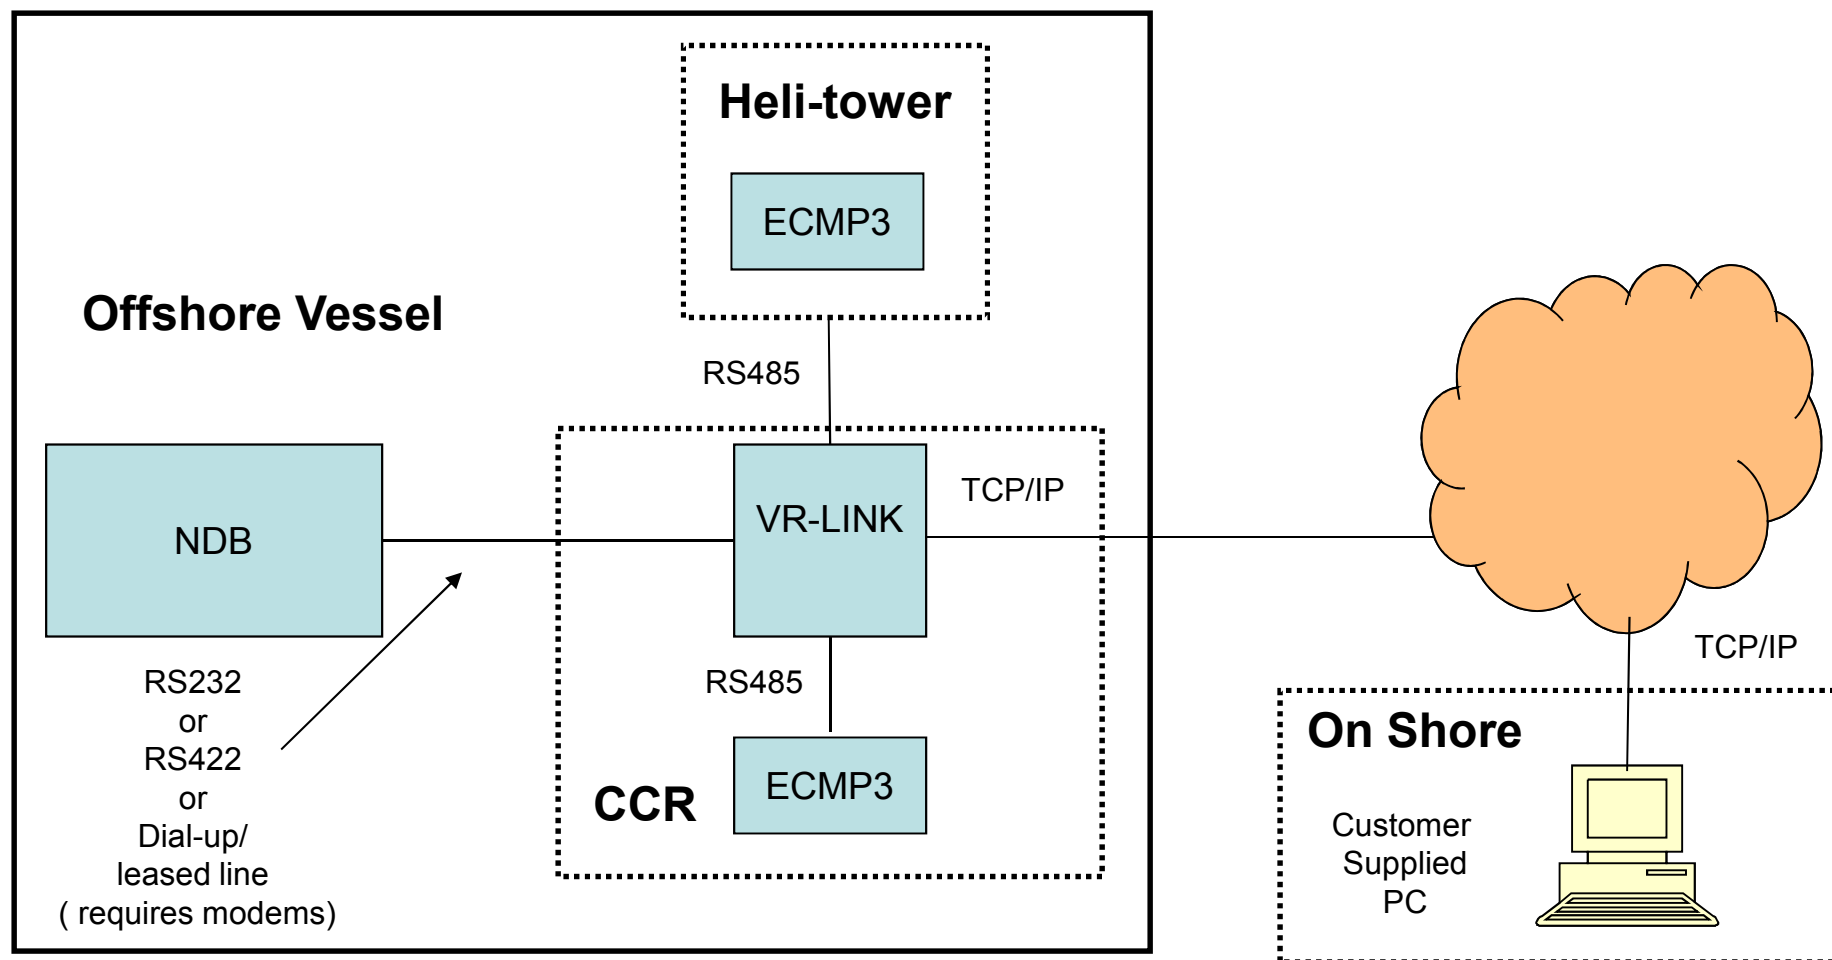 Heli-tower
ECMP3
Offshore Vessel
RS485
NDB
VR-LINK
TCP/IP
RS232
or
RS422
or
Dial-up/
leased line
( requires modems)
RS485
CCR
ECMP3
TCP/IP
On Shore
Customer
Supplied
PC